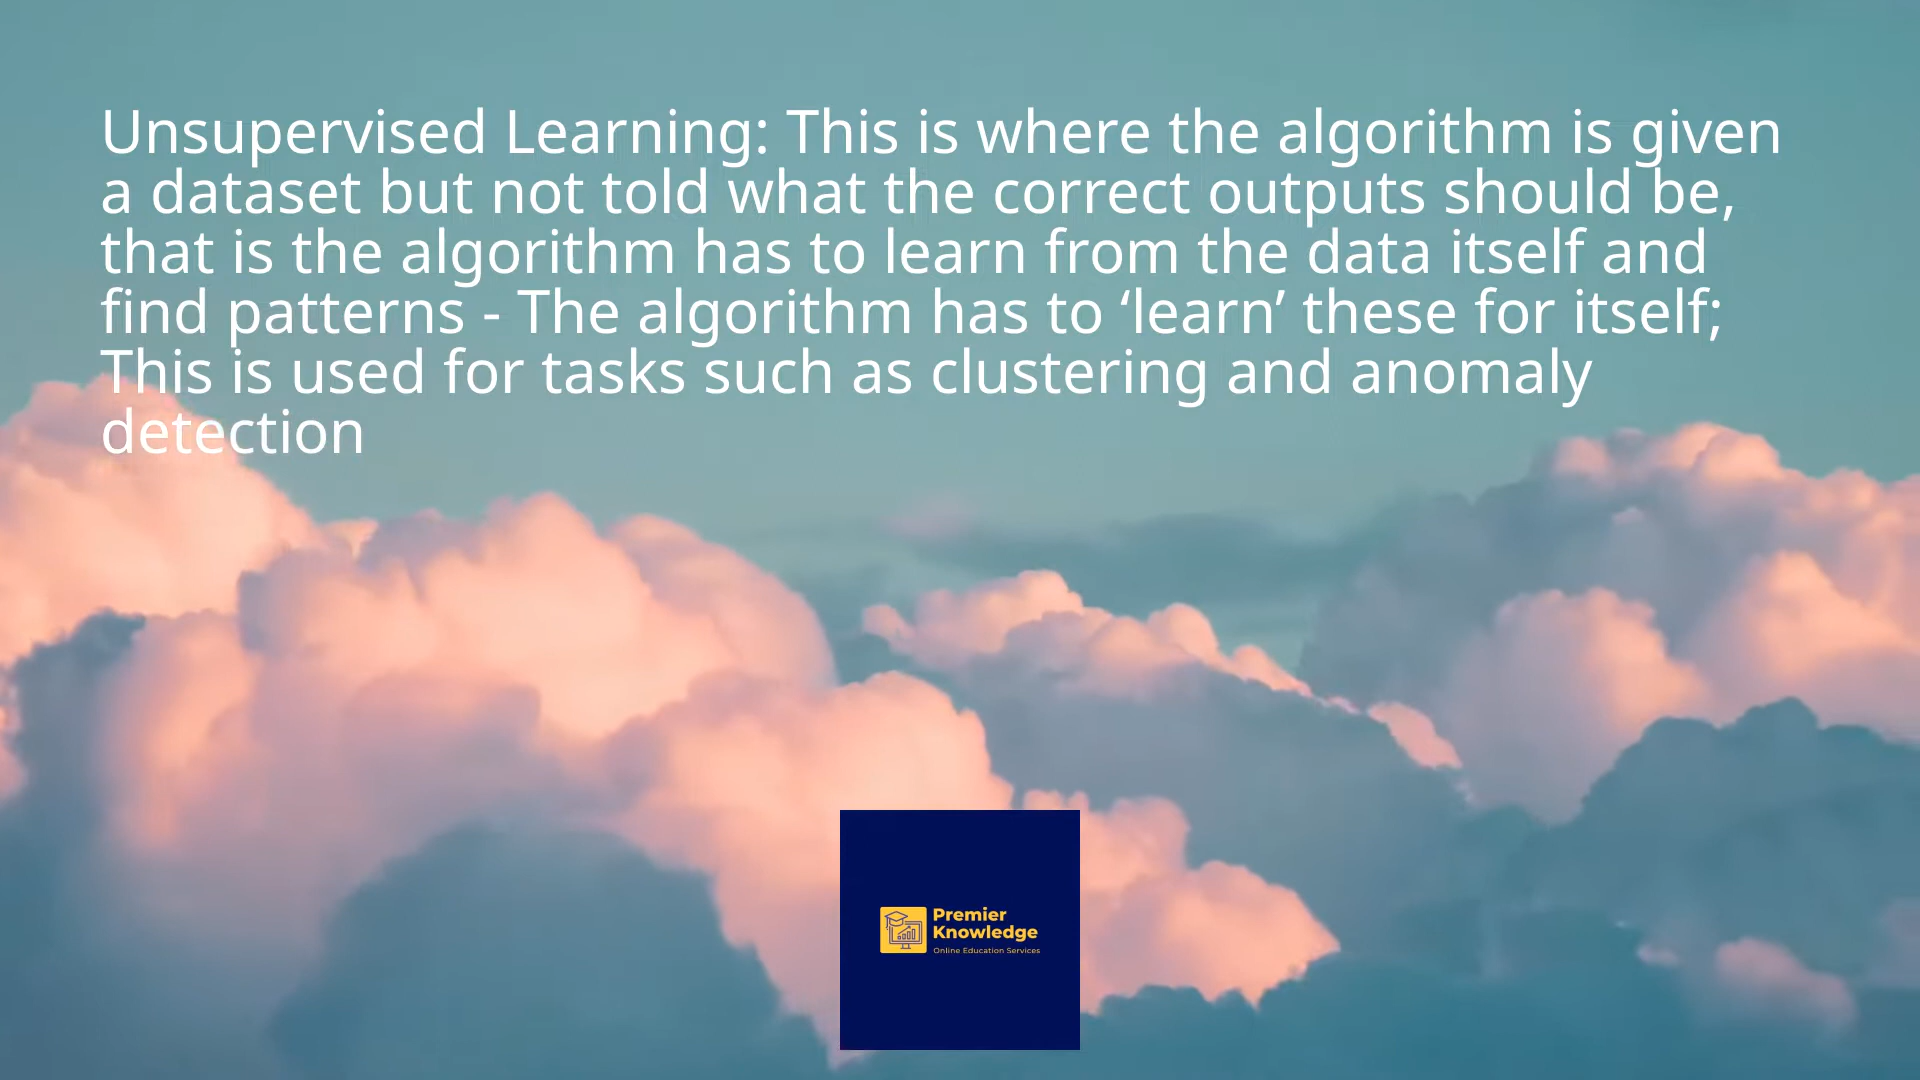 Unsupervised Learning: This is where the algorithm is given
a dataset but not told what the correct outputs should be,
that is the algorithm has to learn from the data itself and
find patterns - The algorithm has to ‘learn’ these for itself;
This is used for tasks such as clustering and anomaly
detection
Premier
Knowledge
Online Education Services